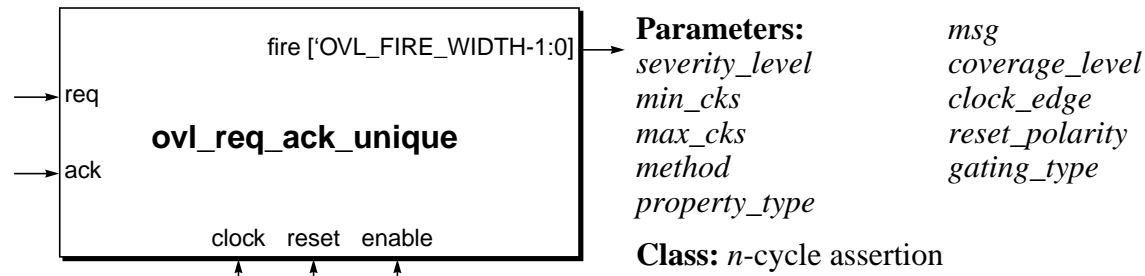 fire [‘OVL_FIRE_WIDTH-1:0]
req
ovl_req_ack_unique
ack
clock reset enable
Parameters:
severity_level
min_cks
max_cks
method
property_type
msg
coverage_level
clock_edge
reset_polarity
gating_type
Class: n-cycle assertion